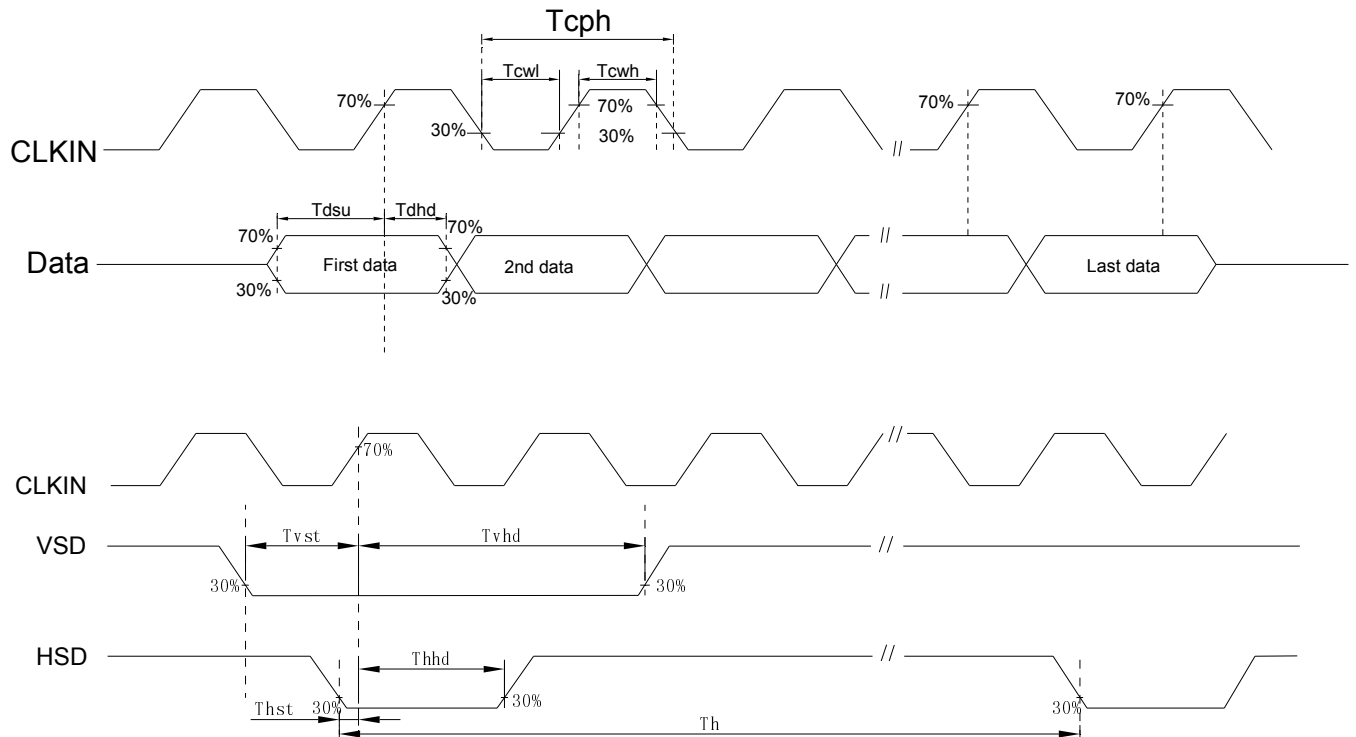 Tcph
Tcwl
Tcwh
70%
70%
70%
70%
30%
30%
CLKIN
//
Tdsu
Tdhd
70%
70%
//
Data
First data
2nd data
Last data
30%
30%
//
70%
//
CLKIN
Tvst
Tvhd
VSD
//
30%
30%
HSD
Thhd
//
30%
30%
30%
Thst
Th